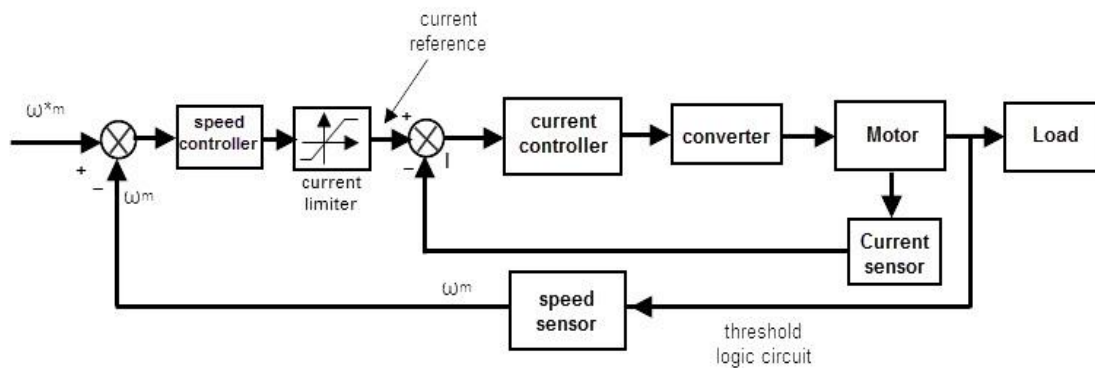 current
reference
ω*m
+
−
ωm
speed
controller
current
limiter
+
−
I
current
controller
converter
Motor
Load
Current
sensor
ωm
speed
sensor
threshold
logic circuit